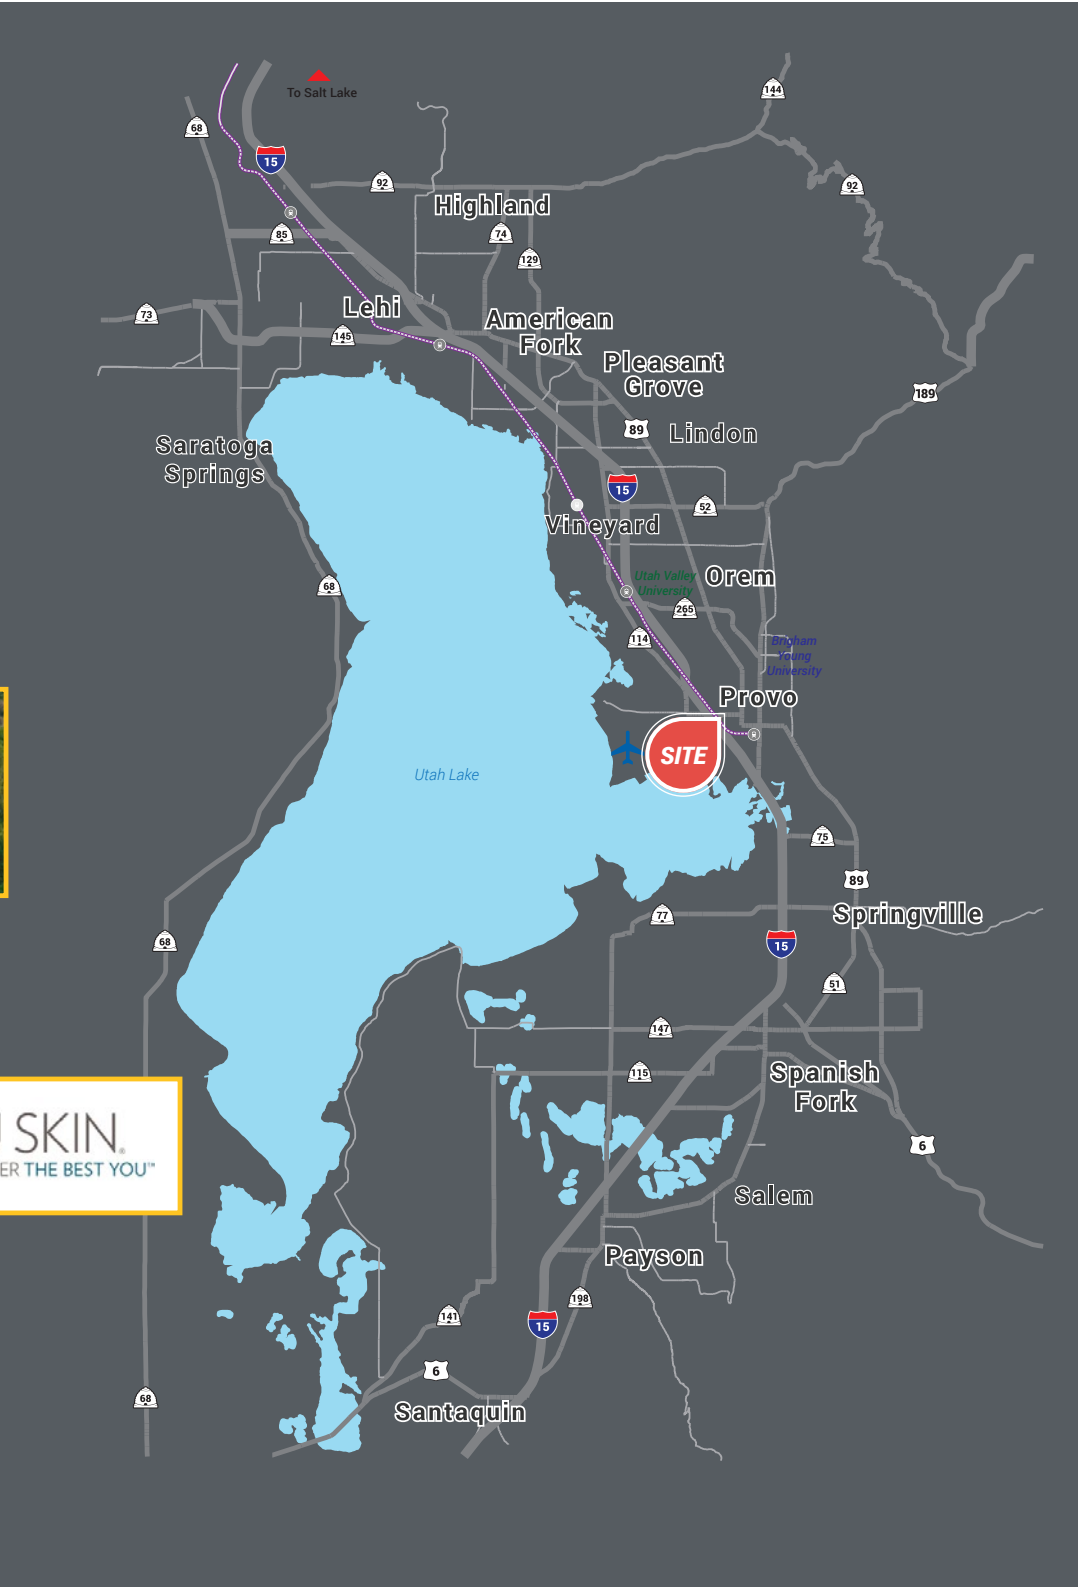 To Salt Lake
144
68
15
92
92
Highland
85
74
129
Lehi
73
145
American
Fork
Pleasant
Grove
189
89
Lindon
Saratoga
Springs
15
52
Vineyard
Utah Valley
University
Orem
68
265
114
Brigham
Young
University
Provo
SITE
Utah Lake
75
89
77
Springville
68
15
51
147
115
Spanish
Fork
SKIN.
ER THE BEST YOU™
6
Salem
Payson
198
141
15
6
68
Santaquin